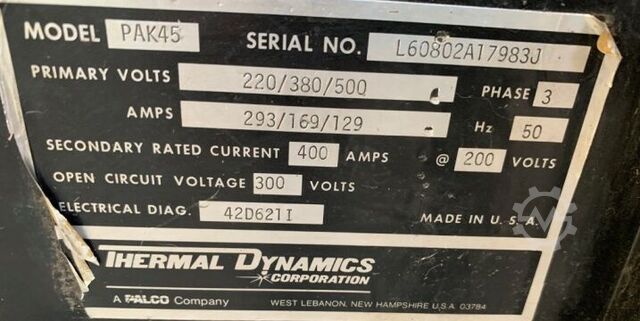 MODEL PAK45 SERIAL NO. L60802A17983J
PRIMARY VOLTS 220/380/500 PHASE 3
AMPS 293/169/129 Hz 50
SECONDARY RATED CURRENT 400 AMPS @ 200 VOLTS
OPEN CIRCUIT VOLTAGE 300 VOLTS
ELECTRICAL DIAG. 42D621I MADE IN U.S.A.
THERMAL DYNAMICS
CORPORATION
A PALCO Company WEST LEBANON, NEW HAMPSHIRE U.S.A. 03784